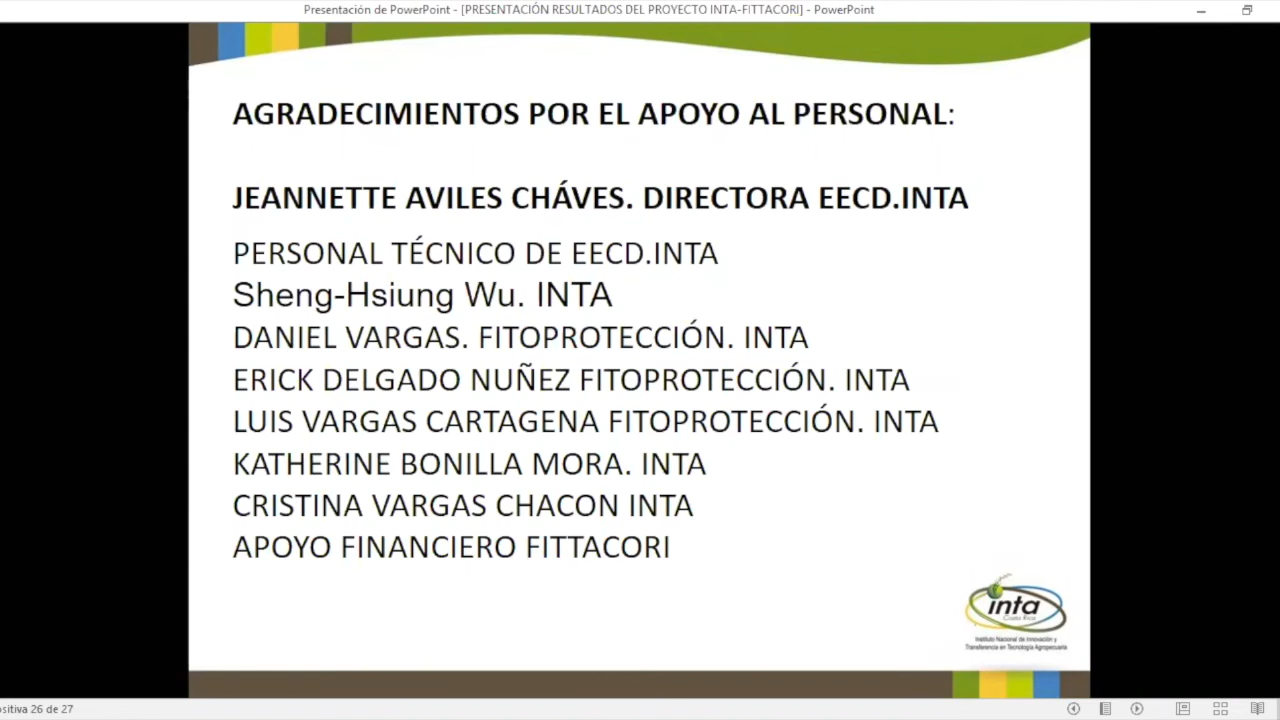 Presentación de PowerPoint - [PRESENTACIÓN RESULTADOS DEL PROYECTO INTA-FITTACORI] - PowerPoint
AGRADECIMIENTOS POR EL APOYO AL PERSONAL:
JEANNETTE AVILES CHÁVES. DIRECTORA EECD.INTA
PERSONAL TÉCNICO DE EECD.INTA
Sheng-Hsiung Wu. INTA
DANIEL VARGAS. FITOPROTECCIÓN. INTA
ERICK DELGADO NUÑEZ FITOPROTECCIÓN. INTA
LUIS VARGAS CARTAGENA FITOPROTECCIÓN. INTA
KATHERINE BONILLA MORA. INTA
CRISTINA VARGAS CHACON INTA
APOYO FINANCIERO FITTACORI
inta
Costa Rica
Instituto Nacional de Innovación y
Transferencia en Tecnología Agropecuaria
ositiva 26 de 27